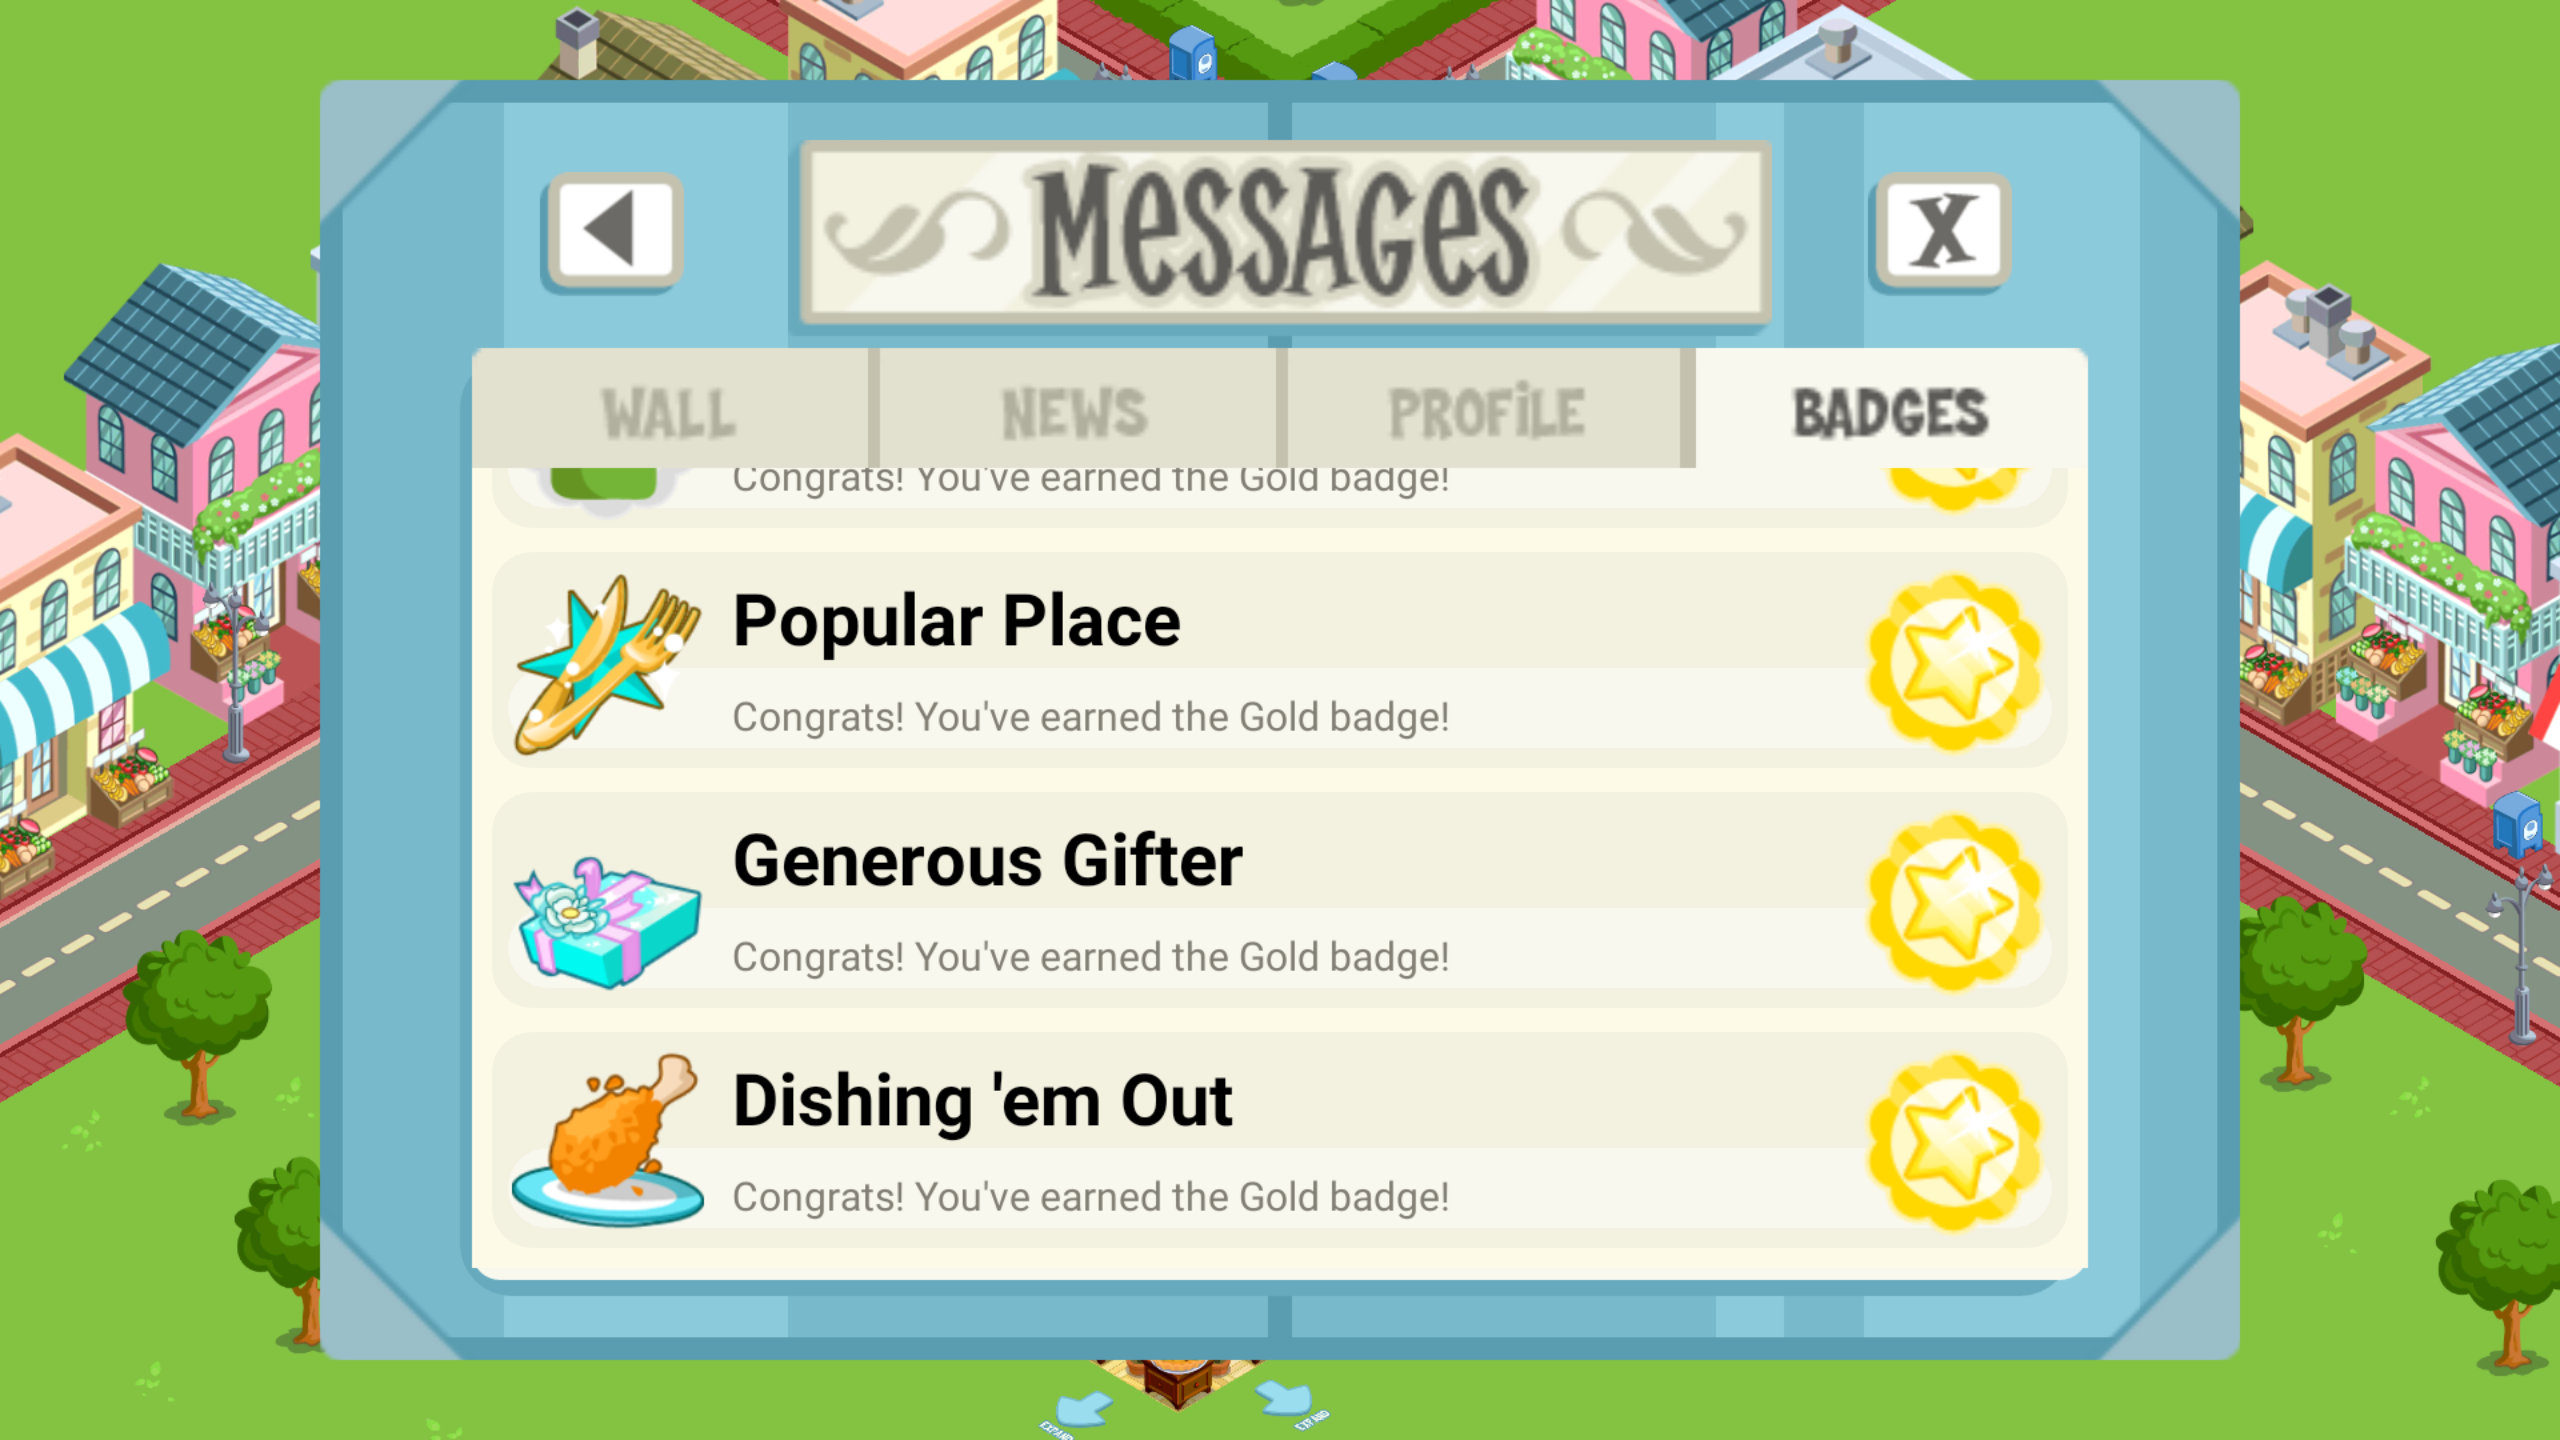 MESSAGES
X
WALL NEWS PROFILE BADGES
Congrats! You've earned the Gold badge!
Popular Place
Congrats! You've earned the Gold badge!
Generous Gifter
Congrats! You've earned the Gold badge!
Dishing 'em Out
Congrats! You've earned the Gold badge!
EXPAND EXPAND